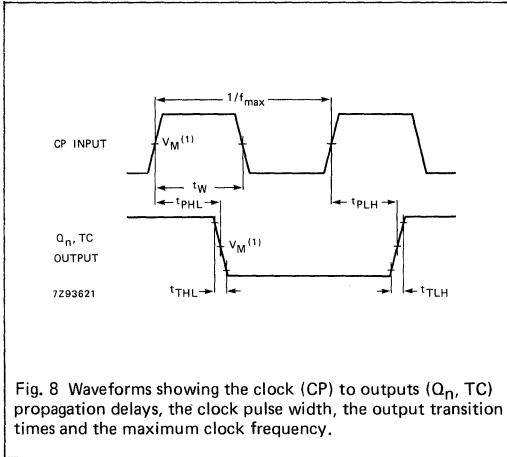 1/fmax
CP INPUT
VM(1)
tW
tPHL
tPLH
Qn, TC
OUTPUT
VM(1)
7Z93621
tTHL
tTLH
Fig. 8 Waveforms showing the clock (CP) to outputs (Qn, TC)
propagation delays, the clock pulse width, the output transition
times and the maximum clock frequency.